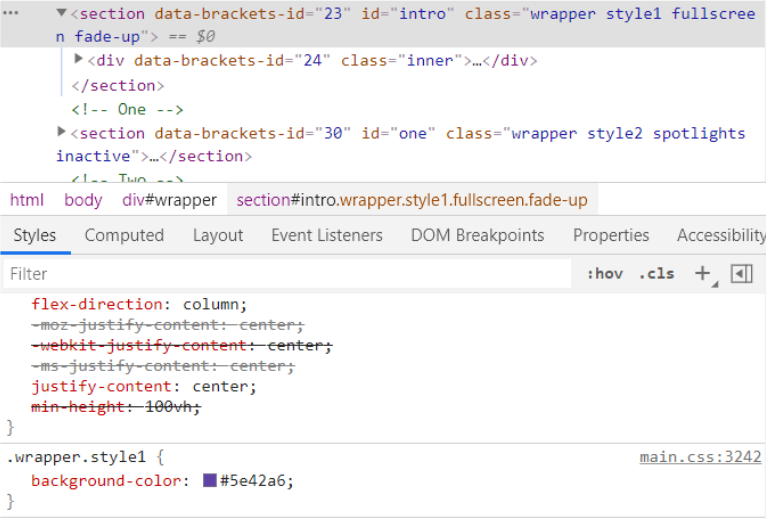 ••• ▼<section data-brackets-id="23" id="intro" class="wrapper style1 fullscree
n fade-up"> == $0
▶<div data-brackets-id="24" class="inner">…</div>
</section>
<!-- One -->
▶<section data-brackets-id="30" id="one" class="wrapper style2 spotlights
inactive">…</section>
<!-- Two -->
html body div#wrapper section#intro.wrapper.style1.fullscreen.fade-up
Styles Computed Layout Event Listeners DOM Breakpoints Properties Accessibility
Filter :hov .cls +
flex-direction: column;
-moz-justify-content: center;
-webkit-justify-content: center;
-ms-justify-content: center;
justify-content: center;
min-height: 100vh;
}
.wrapper.style1 { main.css:3242
background-color: #5e42a6;
}